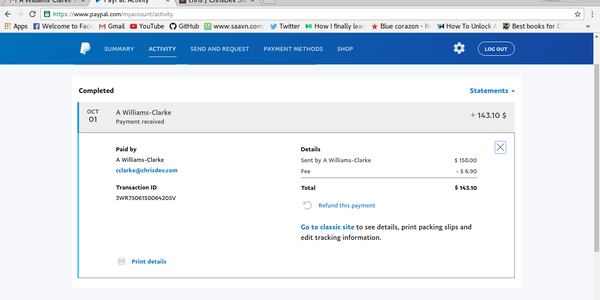 A Williams-Clarke
PayPal: Activity
chris | ChrisDev
https://www.paypal.com/myaccount/activity
Apps Bookmarks Welcome to Face Gmail YouTube GitHub www.saavn.com/ Twitter How I finally lear Blue corazon - Re How To Unlock A Best books for C
SUMMARY ACTIVITY SEND AND REQUEST PAYMENT METHODS SHOP LOG OUT
Completed Statements
OCT
01
A Williams-Clarke
Payment received
+ 143.10 $
Paid by
A Williams-Clarke
cclarke@chrisdev.com
Transaction ID
3WR75061S0064205V
Details
Sent by A Williams-Clarke $ 150.00
Fee - $ 6.90
Total $ 143.10
Refund this payment
Go to classic site to see details, print packing slips and
edit tracking information.
Print details